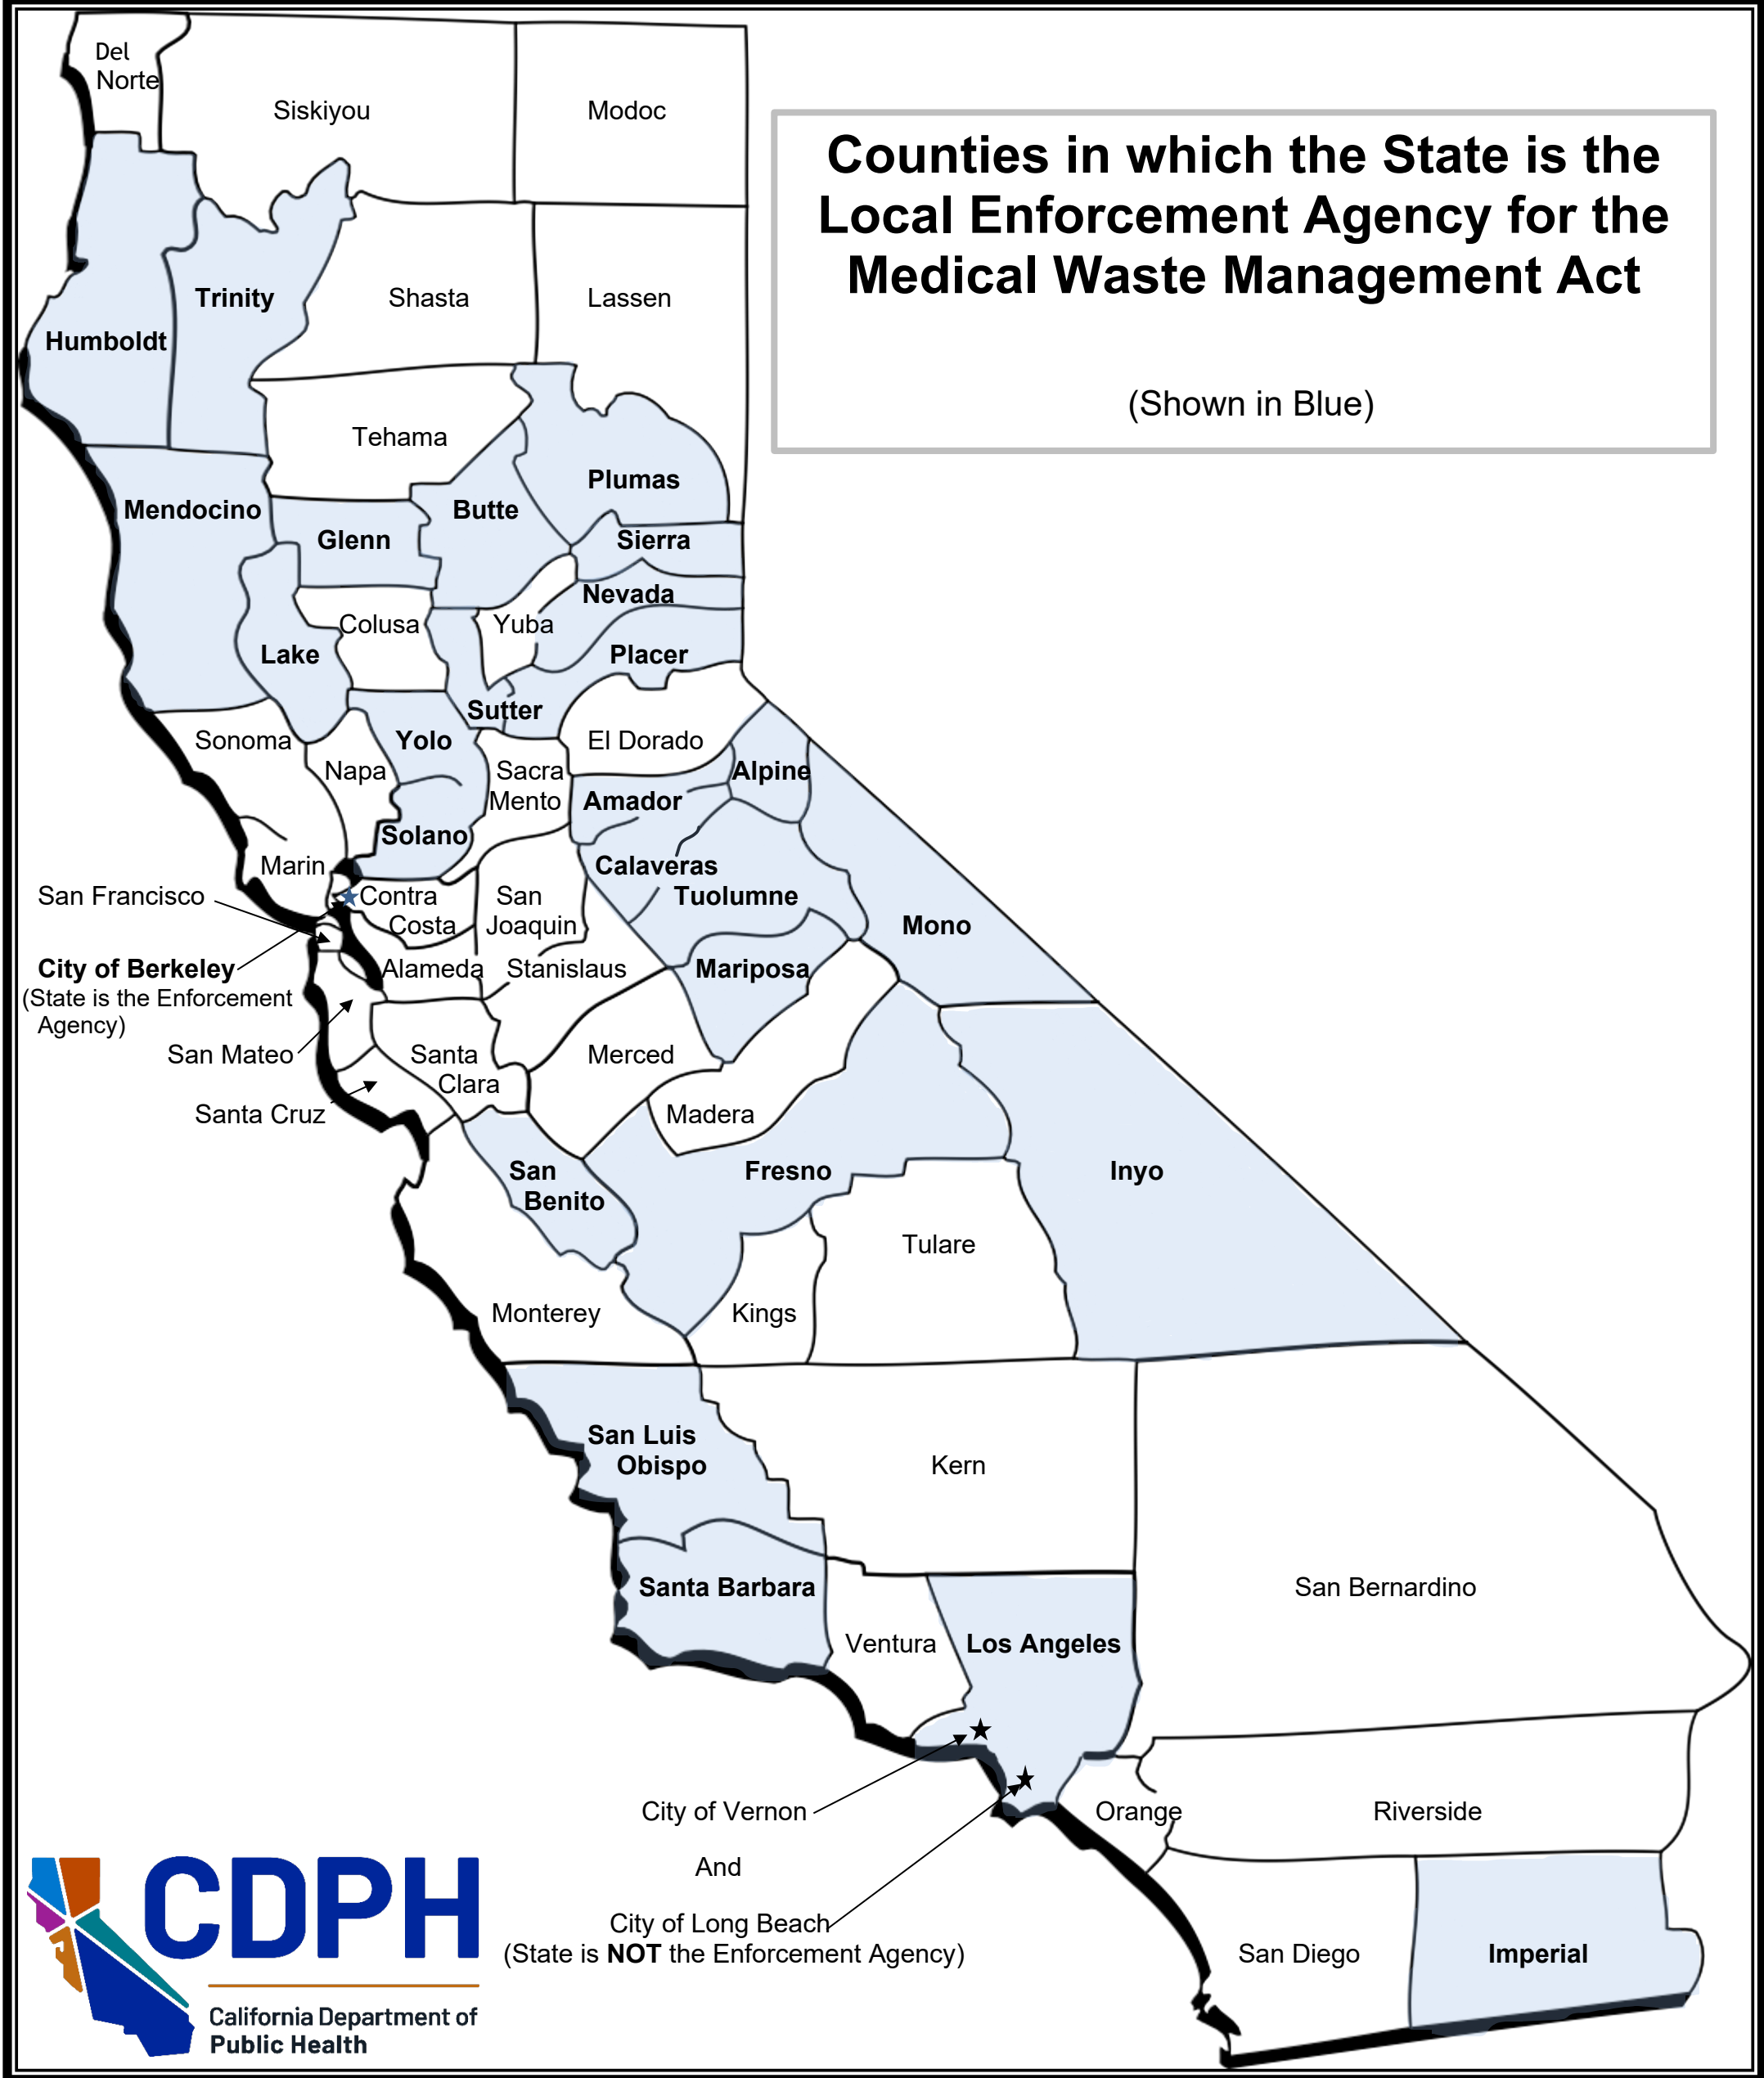 Del
Norte
Siskiyou
Modoc
Counties in which the State is the
Local Enforcement Agency for the
Medical Waste Management Act
(Shown in Blue)
Humboldt
Trinity
Shasta
Lassen
Tehama
Plumas
Mendocino
Glenn
Butte
Sierra
Nevada
Colusa
Yuba
Lake
Placer
Sutter
Sonoma
Yolo
El Dorado
Napa
Sacra
Mento
Alpine
Amador
Solano
Marin
Calaveras
San Francisco
Contra
Costa
San
Joaquin
Tuolumne
Mono
City of Berkeley
(State is the Enforcement
Agency)
Alameda
Stanislaus
Mariposa
San Mateo
Santa
Clara
Merced
Santa Cruz
Madera
San
Benito
Fresno
Inyo
Tulare
Monterey
Kings
San Luis
Obispo
Kern
Santa Barbara
San Bernardino
Ventura
Los Angeles
City of Vernon
And
City of Long Beach
(State is NOT the Enforcement Agency)
Orange
Riverside
San Diego
Imperial
CDPH
California Department of
Public Health